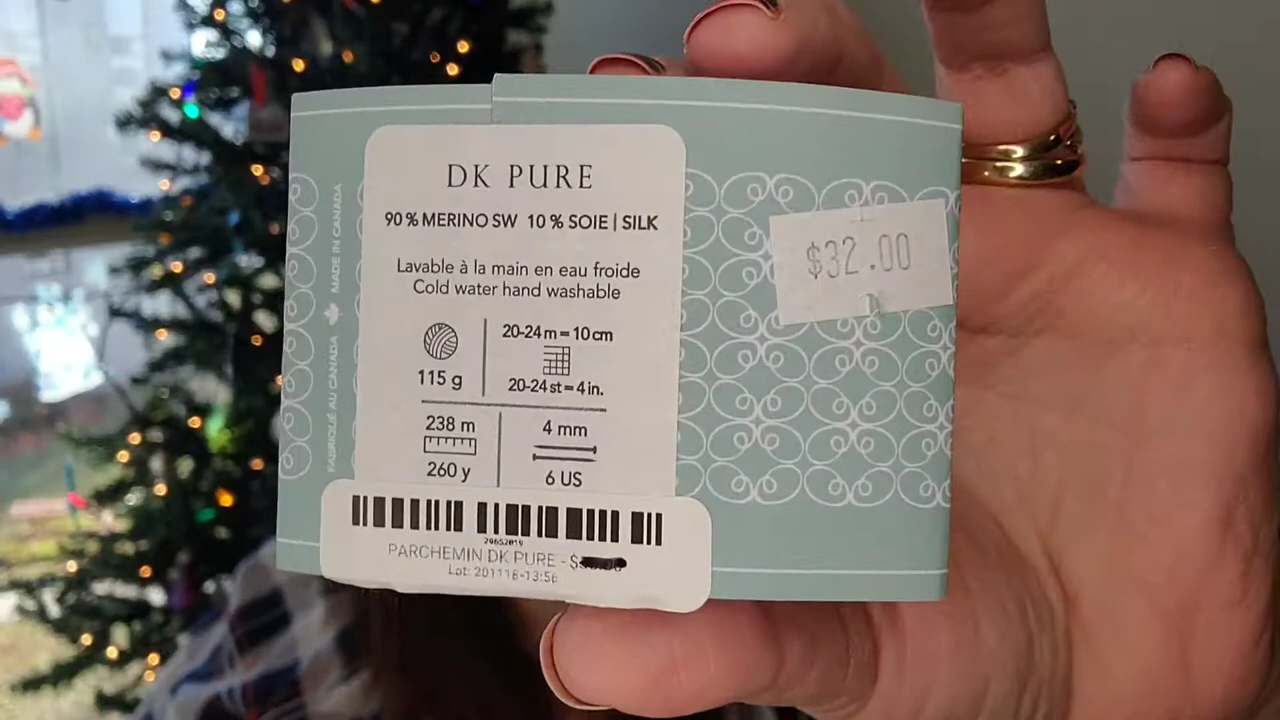 DK PURE
90 % MERINO SW 10 % SOIE | SILK
Lavable à la main en eau froide
Cold water hand washable
115 g
20-24 m = 10 cm
20-24 st = 4 in.
238 m
260 y
4 mm
6 US
29652019
PARCHEMIN DK PURE - $
Lot: 201116-13:56
$32.00
FABRIQUÉ AU CANADA MADE IN CANADA